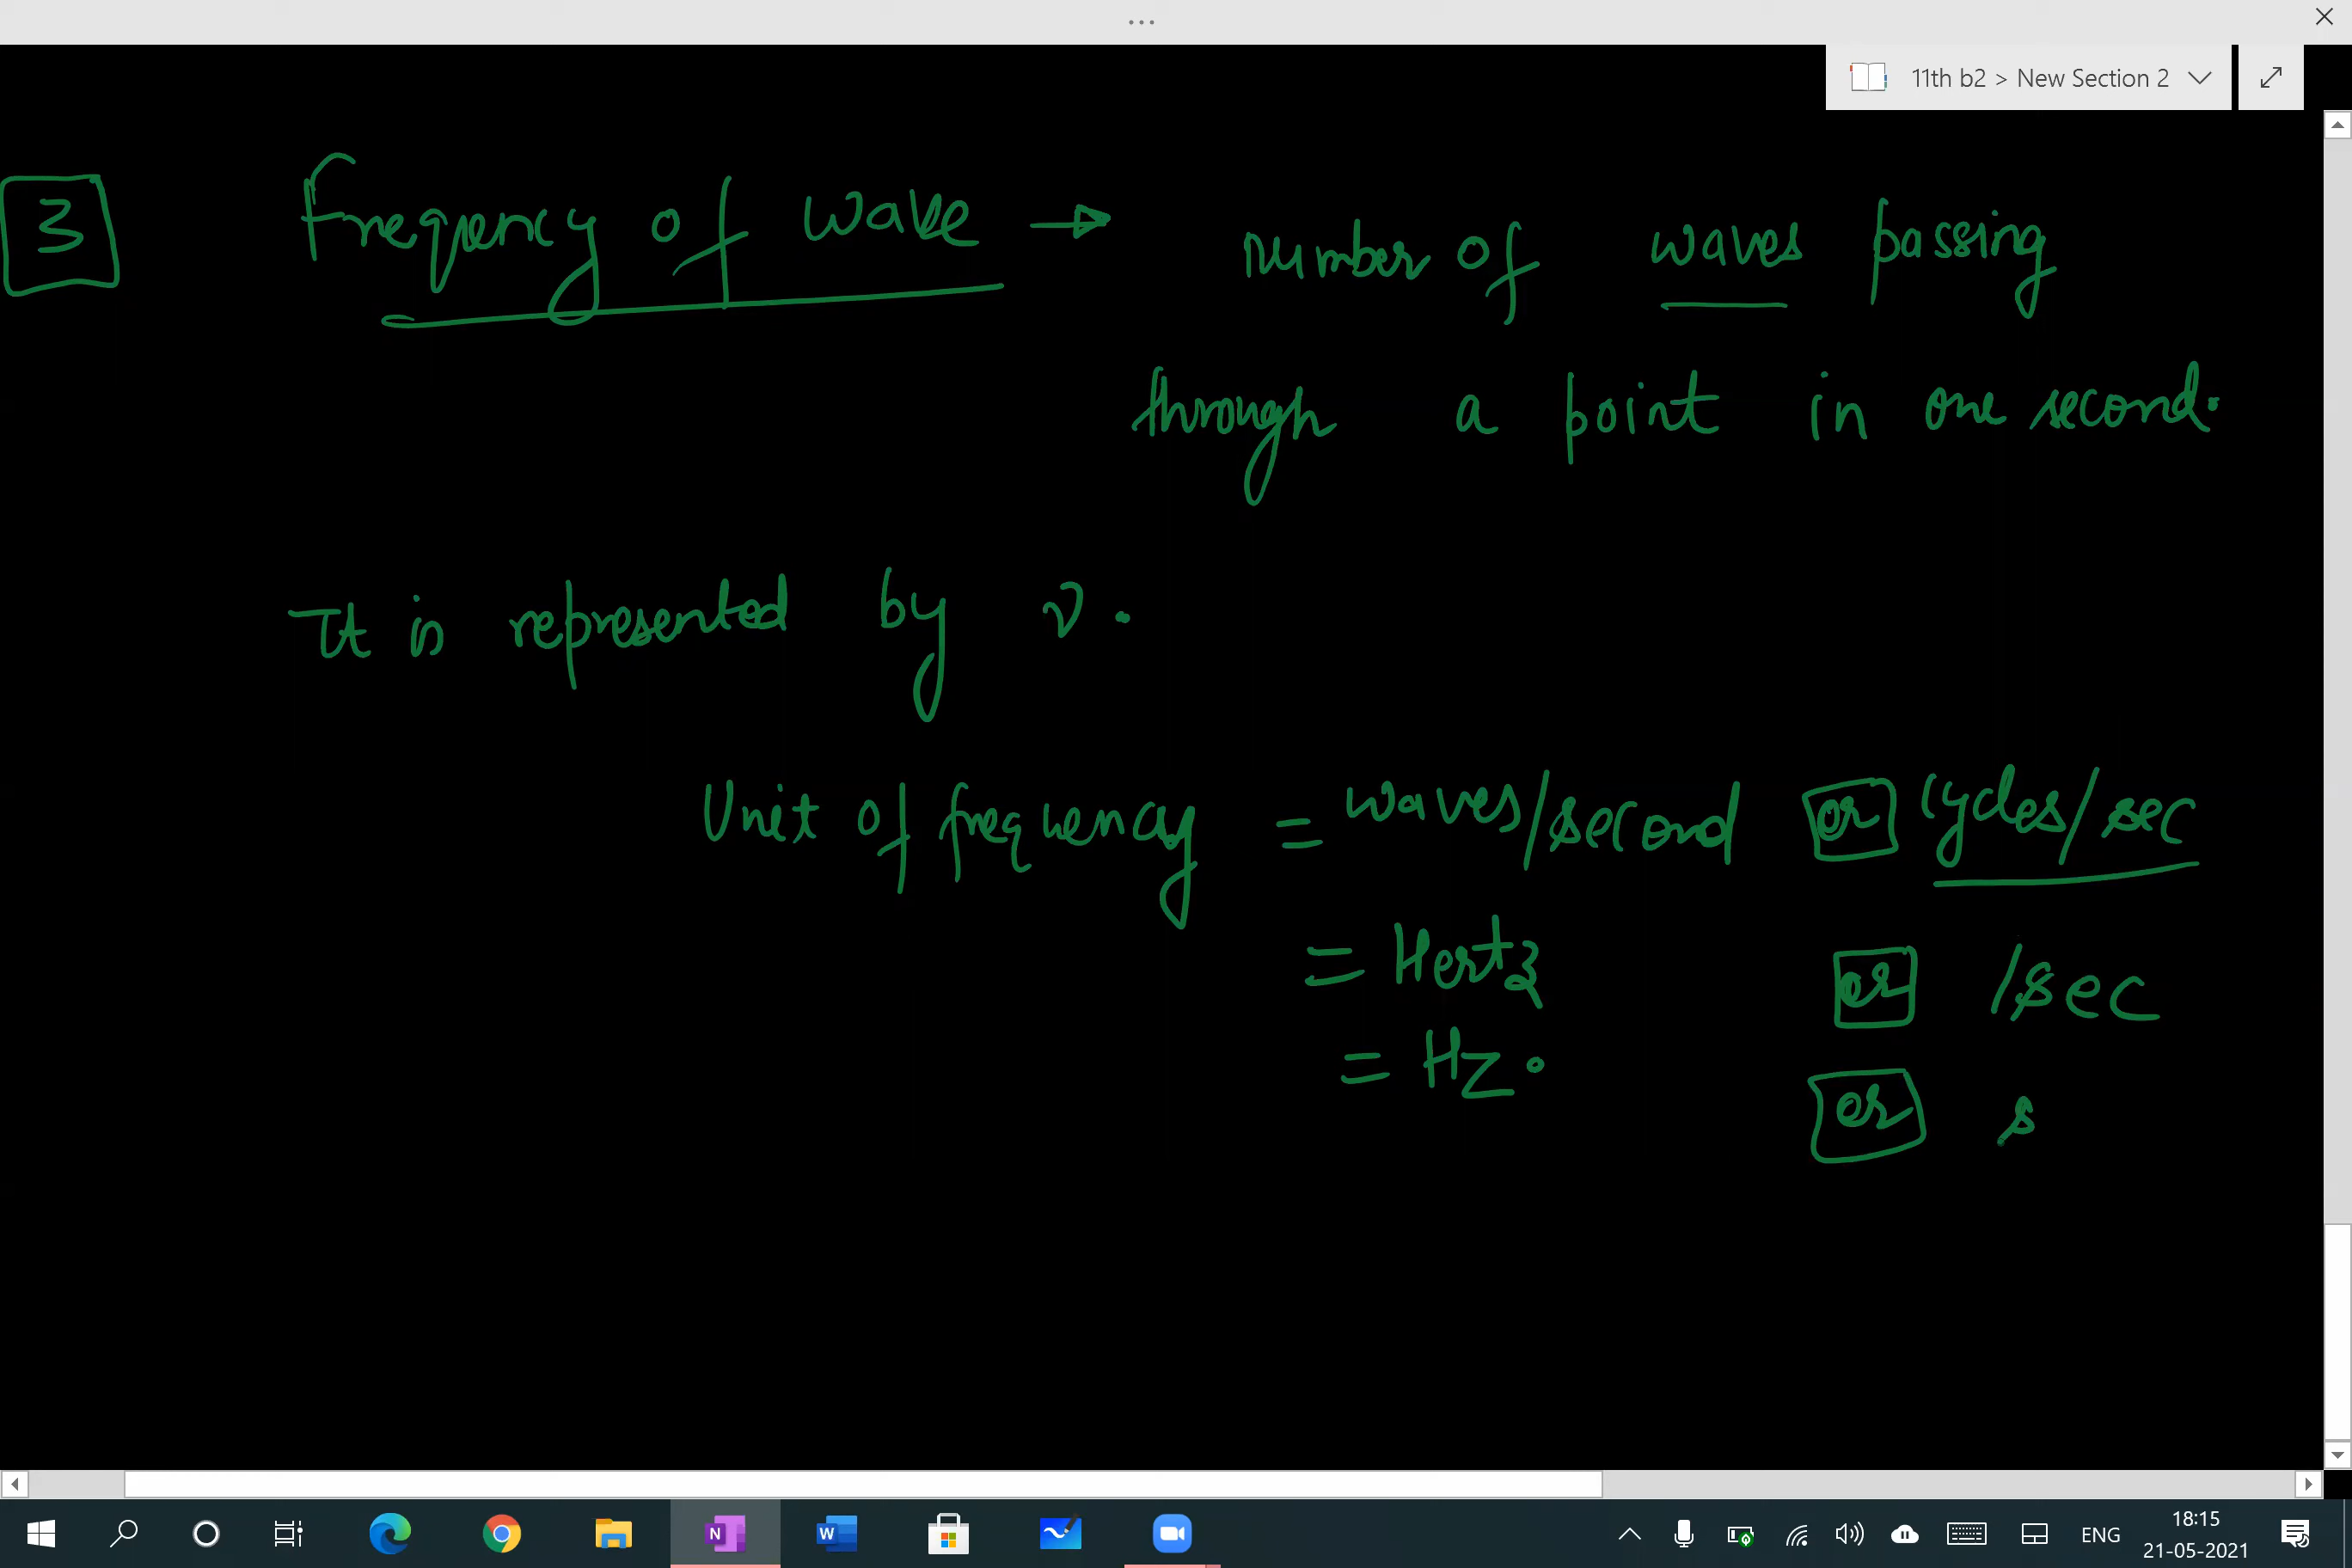 11th b2 > New Section 2
3 Frequency of wave → number of waves passing
through a point in one second.
It is represented by ν.
Unit of frequency = waves/second or cycles/sec
= Hertz or /sec
= Hz. or s
ENG
18:15
21-05-2021